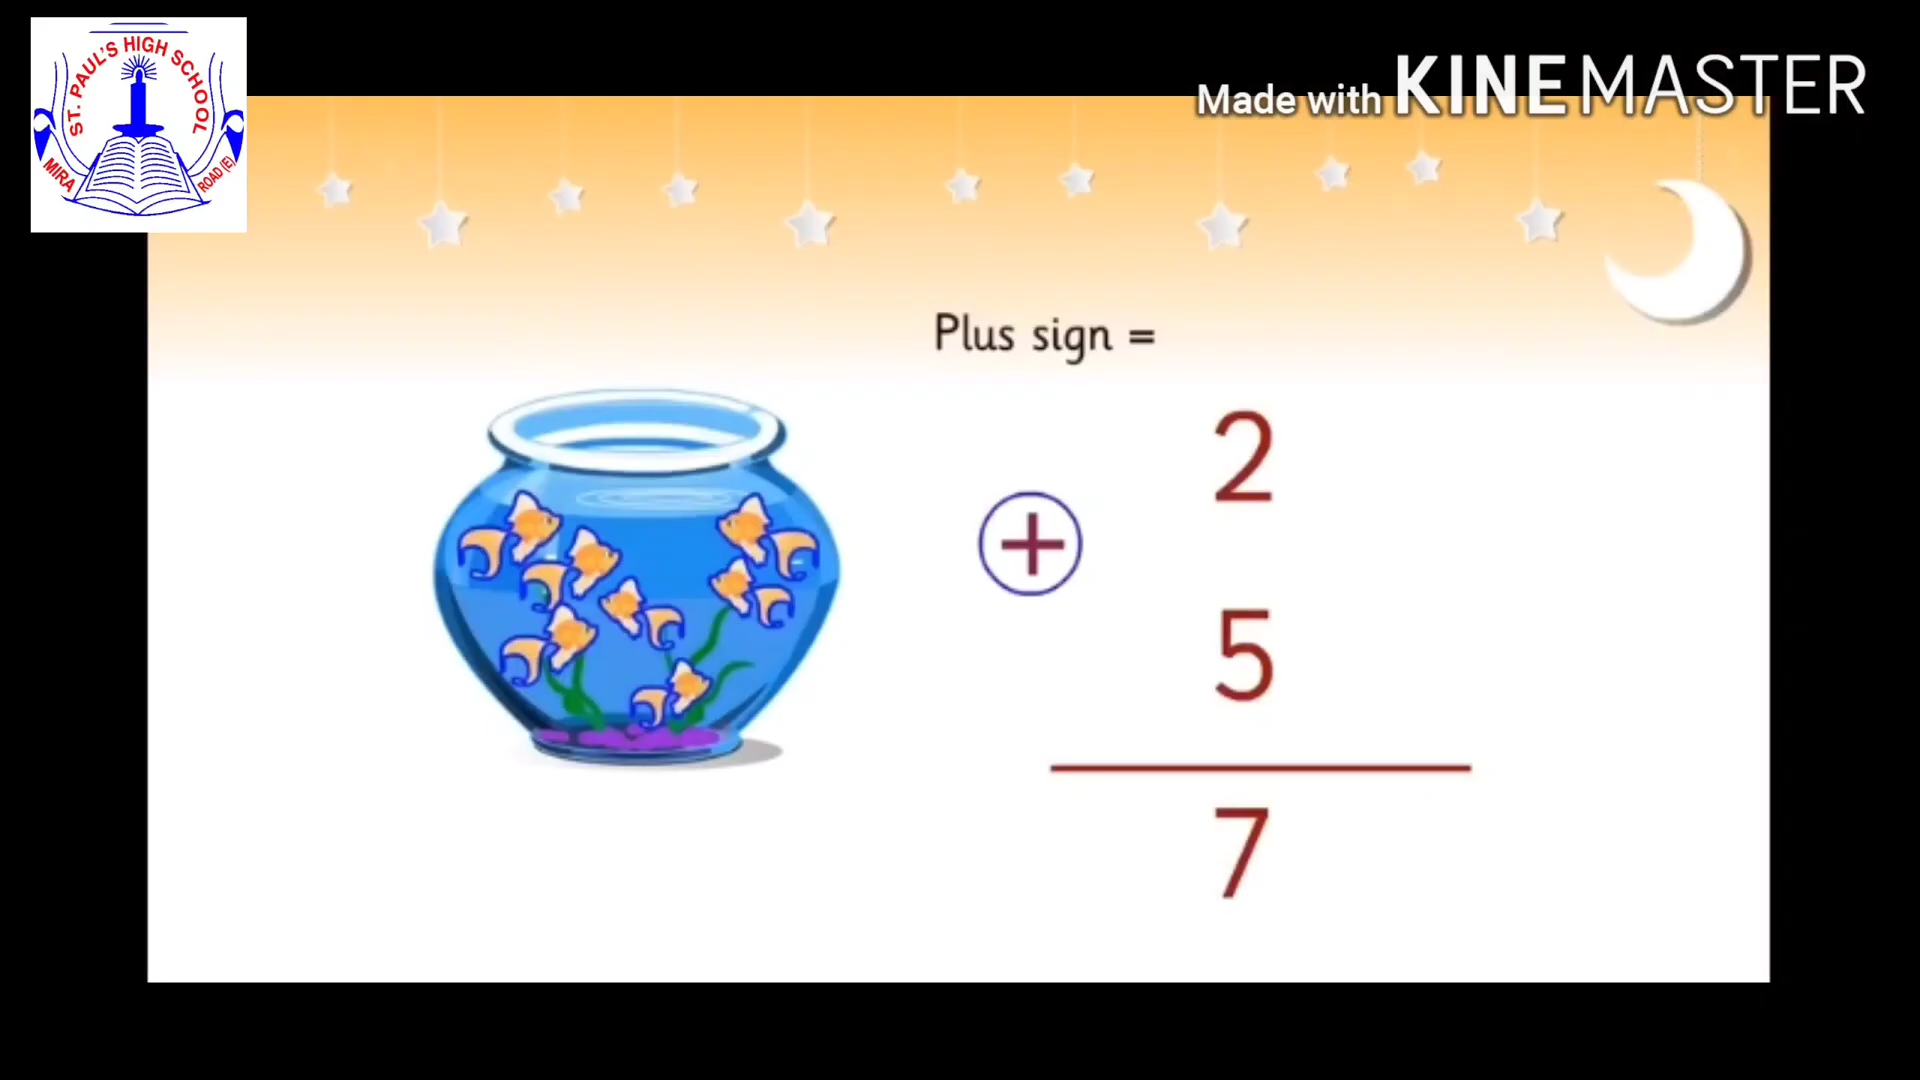 ST. PAUL'S HIGH SCHOOL
MIRA ROAD (E)
Made with KINEMASTER
Plus sign =
2
+
5
7